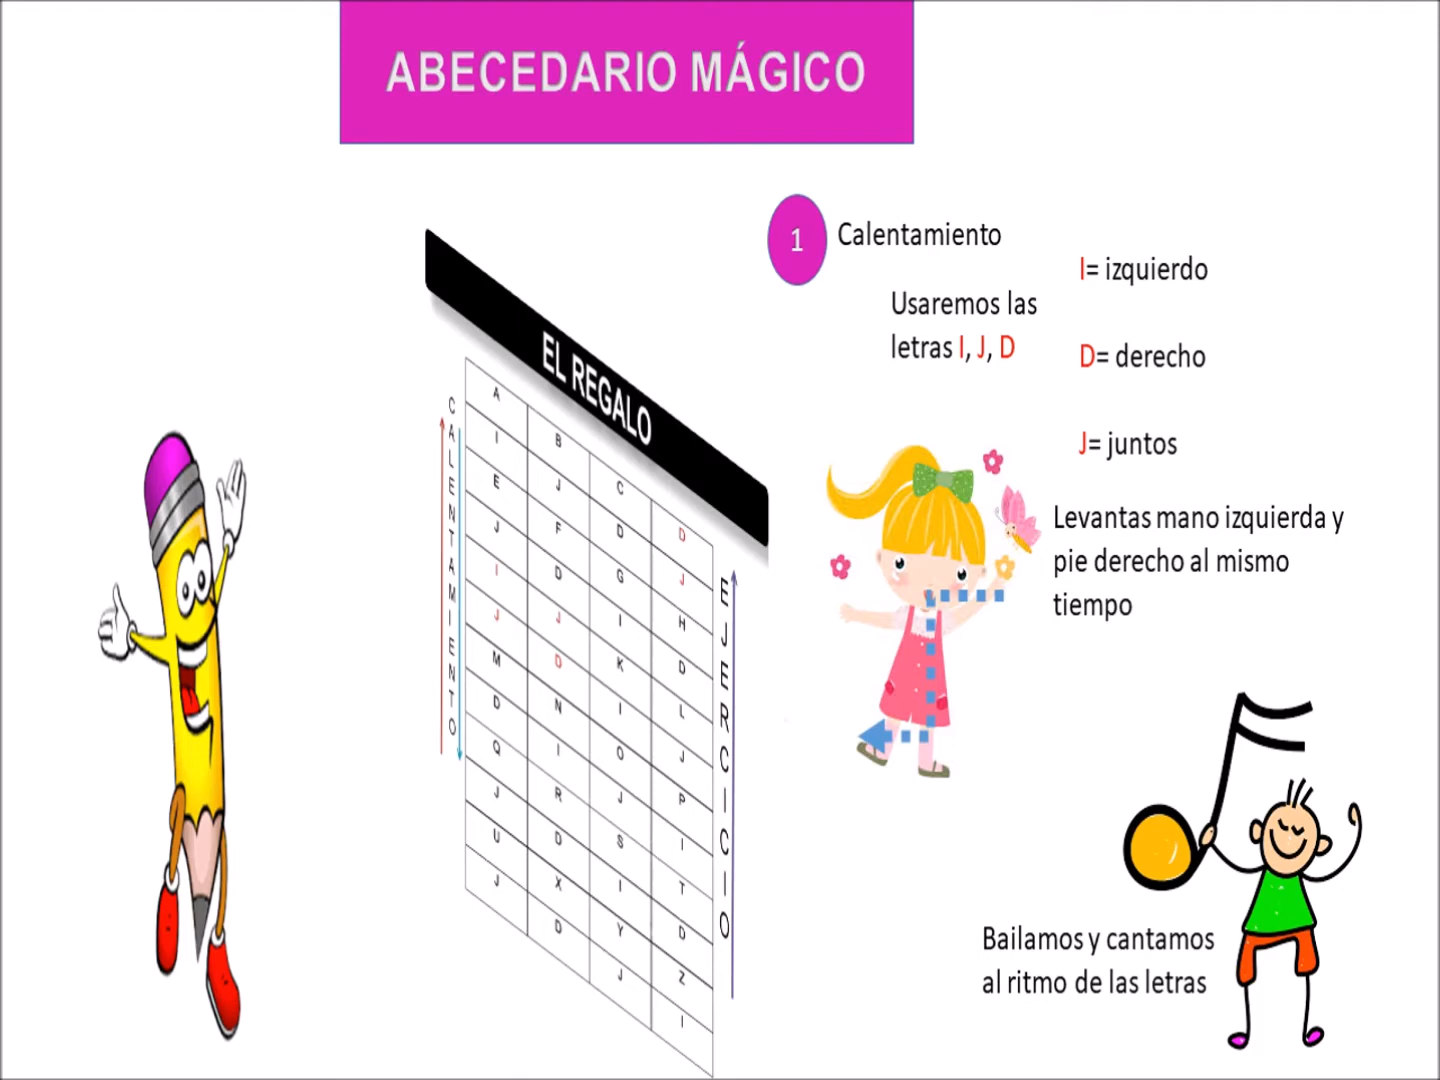 ABECEDARIO MÁGICO
1
Calentamiento
Usaremos las
letras I, J, D
I= izquierdo
D= derecho
J= juntos
Levantas mano izquierda y
pie derecho al mismo
tiempo
EL REGALO
CALENTAMIENTO
A B C D
I J D J
E F G H
J D I D
I J K L
J D I J
M N O P
D I J I
Q R S T
J D I D
U X Y Z
J D J I
EJERCICIO
Bailamos y cantamos
al ritmo de las letras